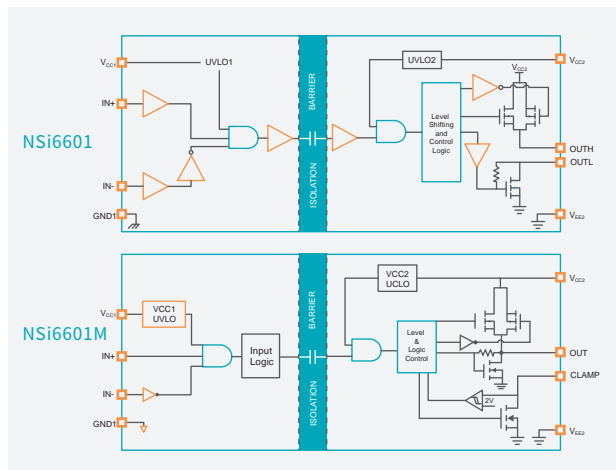 NSi6601
VCC1
UVLO1
IN+
IN-
GND1
BARRIER
ISOLATION
UVLO2
Level
Shifting
and
Control
Logic
VCC2
VCC2
OUTH
OUTL
VEE2
NSi6601M
VCC1
VCC1
UVLO
IN+
IN-
GND1
Input
Logic
BARRIER
ISOLATION
VCC2
UCLO
Level
&
Logic
Control
2V
VCC2
OUT
CLAMP
VEE2